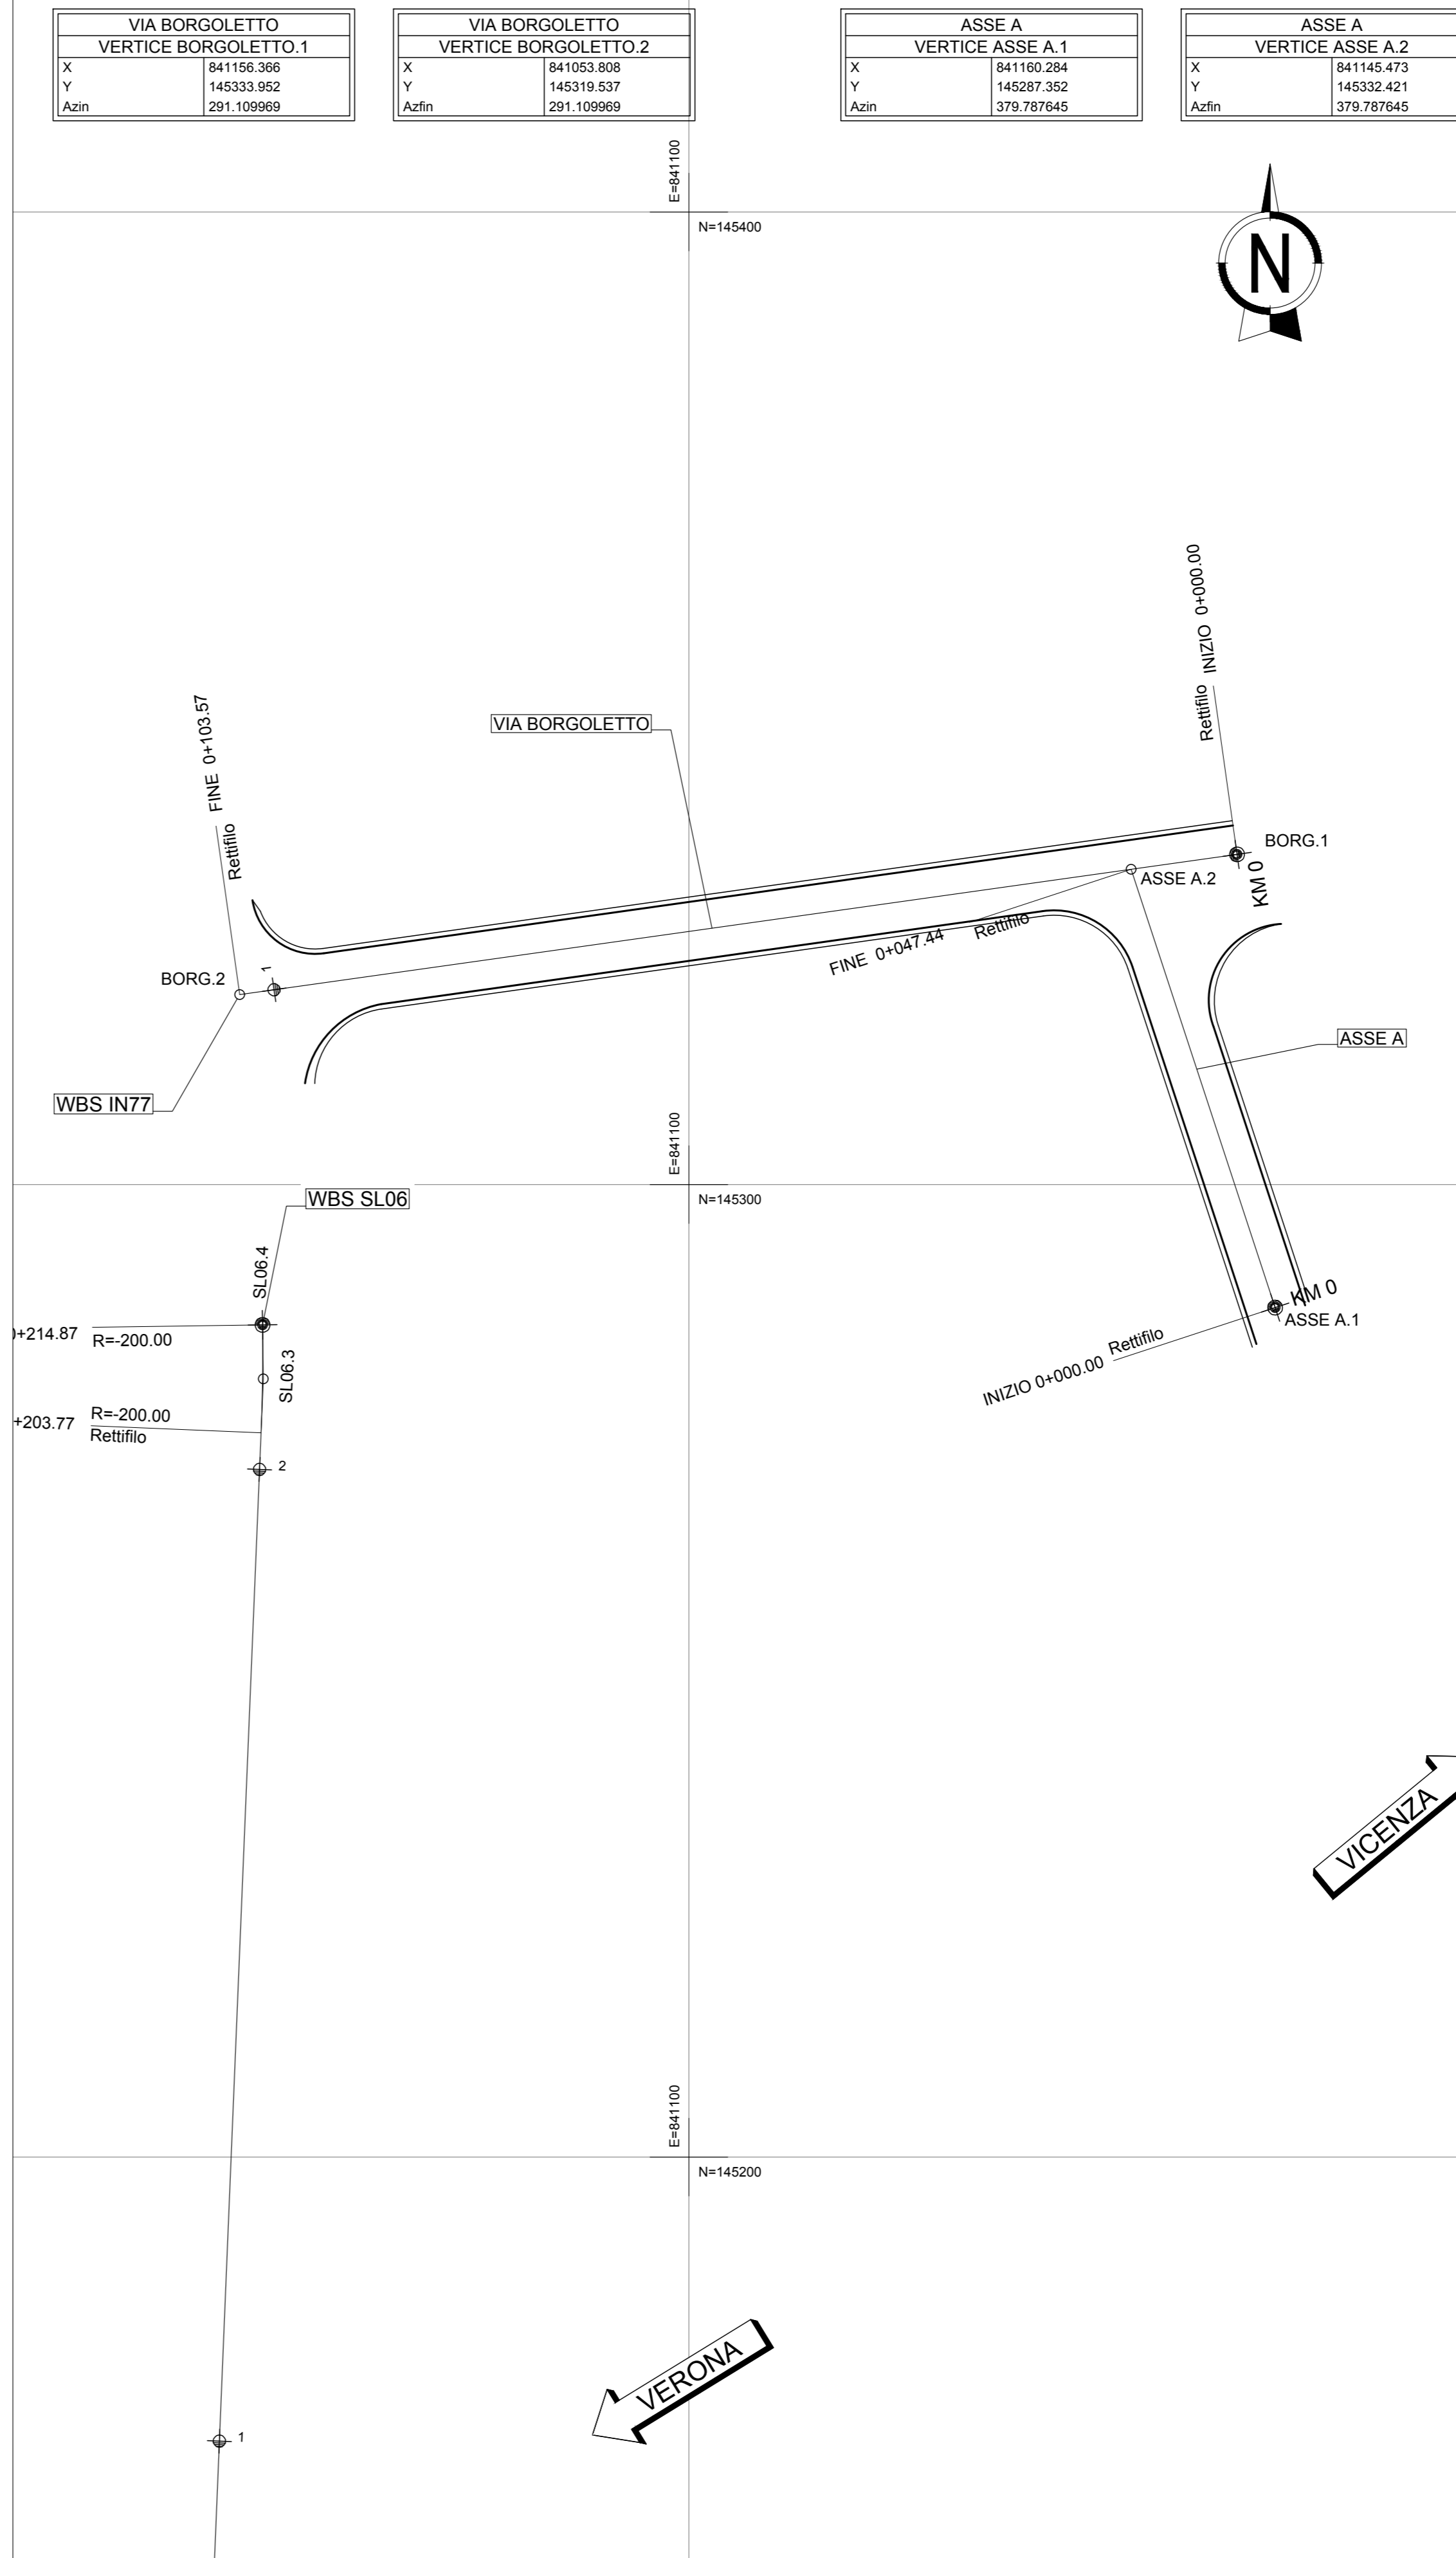 VIA BORGOLETTO
VERTICE BORGOLETTO.1
X 841156.366
Y 145333.952
Azin 291.109969
VIA BORGOLETTO
VERTICE BORGOLETTO.2
X 841053.808
Y 145319.537
Azfin 291.109969
ASSE A
VERTICE ASSE A.1
X 841160.284
Y 145287.352
Azin 379.787645
ASSE A
VERTICE ASSE A.2
X 841145.473
Y 145332.421
Azfin 379.787645
E=841100
N=145400
N
INIZIO 0+000.00
Rettifilo
FINE 0+103.57
Rettifilo
VIA BORGOLETTO
BORG.1
KM 0
ASSE A.2
FINE 0+047.44
Rettifilo
BORG.2
1
ASSE A
WBS IN77
E=841100
N=145300
WBS SL06
SL06.4
+214.87
R=-200.00
SL06.3
+203.77
R=-200.00
Rettifilo
2
KM 0
ASSE A.1
INIZIO 0+000.00
Rettifilo
VICENZA
E=841100
N=145200
VERONA
1